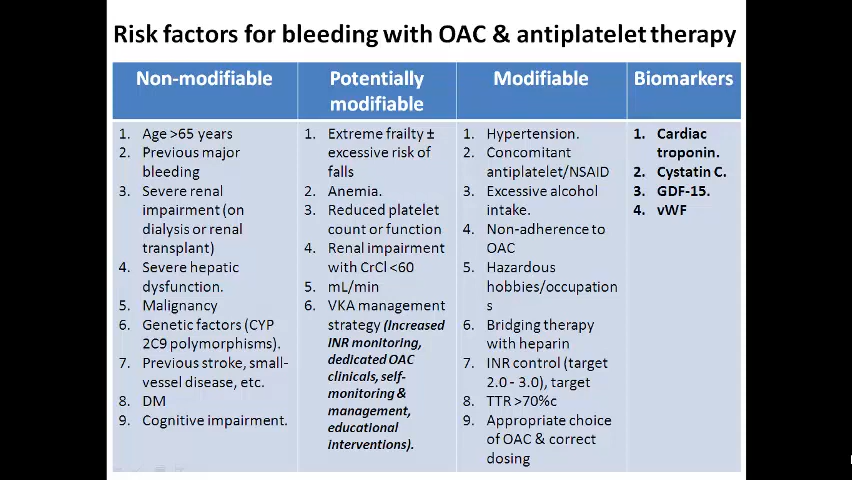 Risk factors for bleeding with OAC & antiplatelet therapy
Non-modifiable
Potentially
modifiable
Modifiable
Biomarkers
1. Age >65 years
2. Previous major
bleeding
3. Severe renal
impairment (on
dialysis or renal
transplant)
4. Severe hepatic
dysfunction.
5. Malignancy
6. Genetic factors (CYP
2C9 polymorphisms).
7. Previous stroke, small-
vessel disease, etc.
8. DM
9. Cognitive impairment.
1. Extreme frailty ±
excessive risk of
falls
2. Anemia.
3. Reduced platelet
count or function
4. Renal impairment
with CrCl <60
5. mL/min
6. VKA management
strategy (Increased
INR monitoring,
dedicated OAC
clinicals, self-
monitoring &
management,
educational
interventions).
1. Hypertension.
2. Concomitant
antiplatelet/NSAID
3. Excessive alcohol
intake.
4. Non-adherence to
OAC
5. Hazardous
hobbies/occupation
s
6. Bridging therapy
with heparin
7. INR control (target
2.0 - 3.0), target
8. TTR >70%c
9. Appropriate choice
of OAC & correct
dosing
1. Cardiac
troponin.
2. Cystatin C.
3. GDF-15.
4. vWF